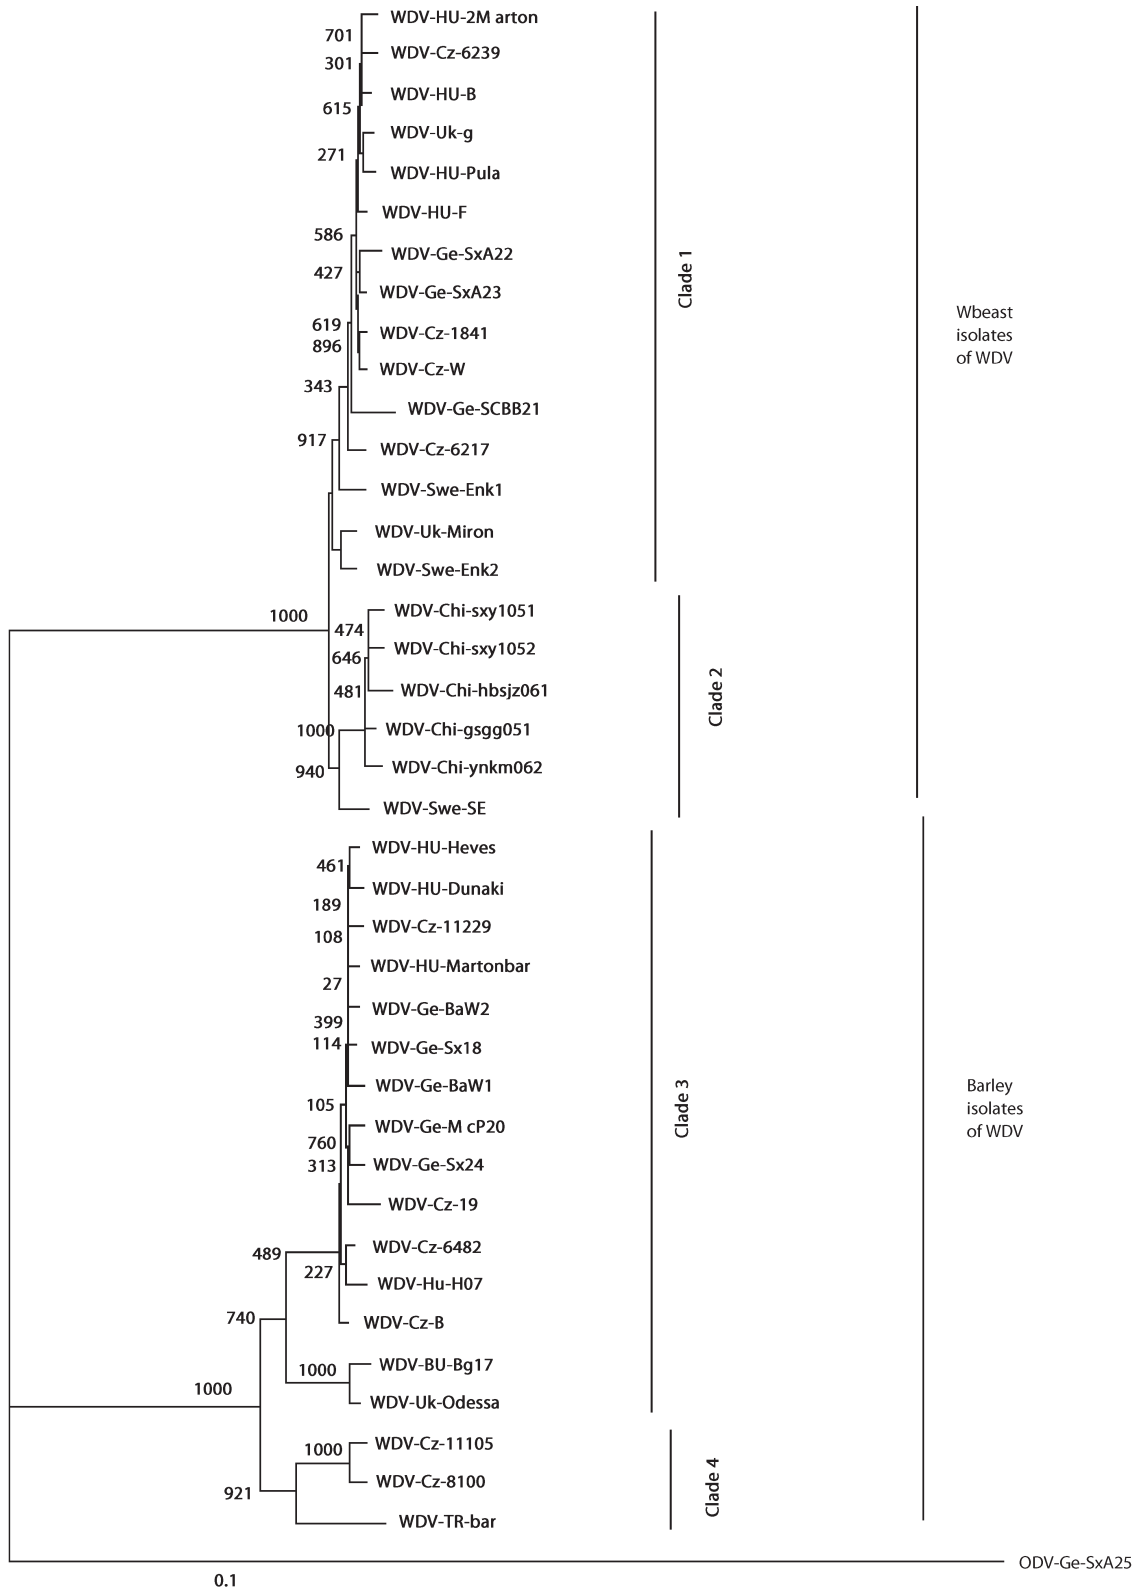 WDV-HU-2M arton
701
WDV-Cz-6239
301
WDV-HU-B
615
WDV-Uk-g
271
WDV-HU-Pula
WDV-HU-F
586
WDV-Ge-SxA22
427
WDV-Ge-SxA23
619
WDV-Cz-1841
896
WDV-Cz-W
343
WDV-Ge-SCBB21
917
WDV-Cz-6217
WDV-Swe-Enk1
WDV-Uk-Miron
WDV-Swe-Enk2
Clade 1
Wbeast
isolates
of WDV
1000
WDV-Chi-sxy1051
474
WDV-Chi-sxy1052
646
WDV-Chi-hbsjz061
481
WDV-Chi-gsgg051
1000
WDV-Chi-ynkm062
940
WDV-Swe-SE
Clade 2
WDV-HU-Heves
461
WDV-HU-Dunaki
189
WDV-Cz-11229
108
WDV-HU-Martonbar
27
WDV-Ge-BaW2
399
114
WDV-Ge-Sx18
WDV-Ge-BaW1
105
WDV-Ge-M cP20
760
WDV-Ge-Sx24
313
WDV-Cz-19
489
WDV-Cz-6482
227
WDV-Hu-H07
740
WDV-Cz-B
WDV-BU-Bg17
1000
WDV-Uk-Odessa
1000
Clade 3
Barley
isolates
of WDV
WDV-Cz-11105
1000
WDV-Cz-8100
921
WDV-TR-bar
Clade 4
ODV-Ge-SxA25
0.1